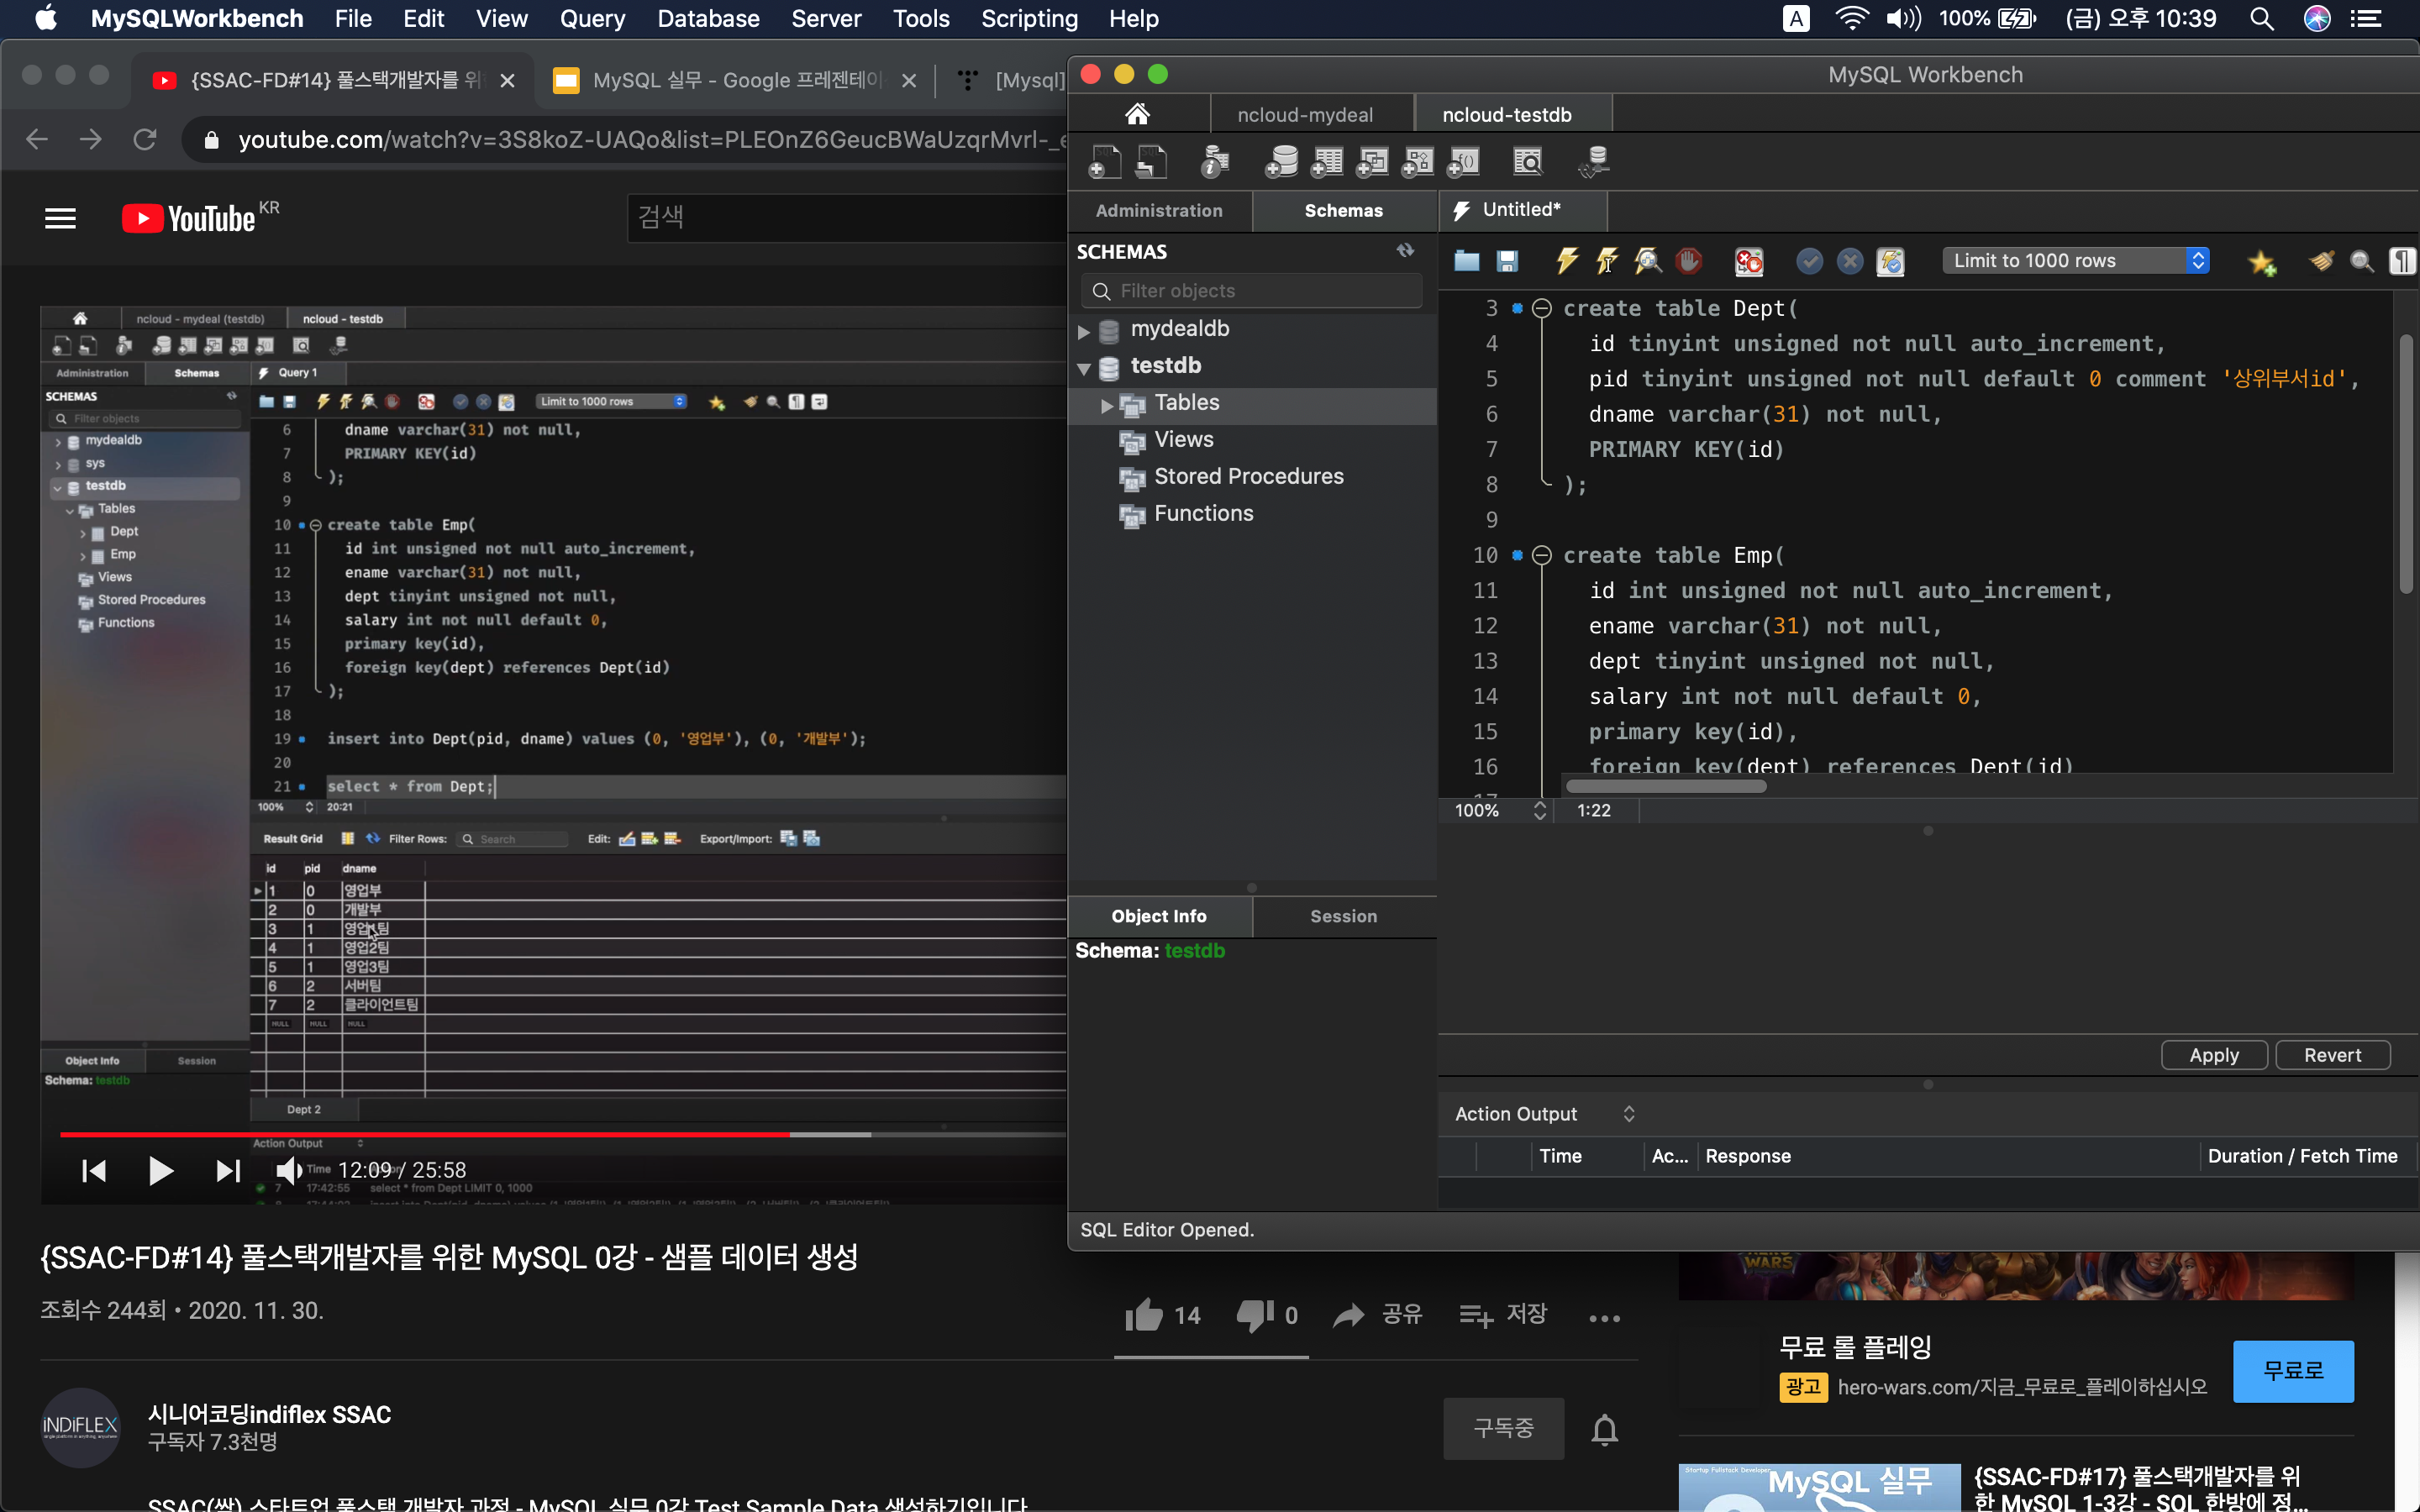 MySQLWorkbench File Edit View Query Database Server Tools Scripting Help
A 100% (금) 오후 10:39
{SSAC-FD#14} 풀스택개발자를 위
MySQL 실무 - Google 프레젠테이
[Mysql]
youtube.com/watch?v=3S8koZ-UAQo&list=PLEOnZ6GeucBWaUzqrMvrl-_e
YouTube KR
검색
ncloud - mydeal (testdb) ncloud - testdb
Administration Schemas Query 1
SCHEMAS
Filter objects
Limit to 1000 rows
mydealdb
sys
testdb
Tables
Dept
Emp
Views
Stored Procedures
Functions
6 dname varchar(31) not null,
7 PRIMARY KEY(id)
8 );
9
10 create table Emp(
11 id int unsigned not null auto_increment,
12 ename varchar(31) not null,
13 dept tinyint unsigned not null,
14 salary int not null default 0,
15 primary key(id),
16 foreign key(dept) references Dept(id)
17 );
18
19 insert into Dept(pid, dname) values (0, '영업부'), (0, '개발부');
20
21 select * from Dept;
100% 20:21
Result Grid Filter Rows: Search Edit: Export/Import:
id pid dname
1 0 영업부
2 0 개발부
3 1 영업1팀
4 1 영업2팀
5 1 영업3팀
6 2 서버팀
7 2 클라이언트팀
NULL NULL NULL
Object Info Session
Schema: testdb
Dept 2
Action Output
Time Action
12:09 / 25:58
7 17:42:55 select * from Dept LIMIT 0, 1000
{SSAC-FD#14} 풀스택개발자를 위한 MySQL 0강 - 샘플 데이터 생성
조회수 244회 • 2020. 11. 30.
14 0 공유 저장
iNDiFLEX
시니어코딩indiflex SSAC
구독자 7.3천명
구독중
SSAC(싹) 스타트업 풀스택 개발자 과정 - MySQL 실무 0강 Test Sample Data 생성하기입니다
MySQL Workbench
ncloud-mydeal ncloud-testdb
Administration Schemas Untitled*
SCHEMAS
Filter objects
Limit to 1000 rows
mydealdb
testdb
Tables
Views
Stored Procedures
Functions
3 create table Dept(
4 id tinyint unsigned not null auto_increment,
5 pid tinyint unsigned not null default 0 comment '상위부서id',
6 dname varchar(31) not null,
7 PRIMARY KEY(id)
8 );
9
10 create table Emp(
11 id int unsigned not null auto_increment,
12 ename varchar(31) not null,
13 dept tinyint unsigned not null,
14 salary int not null default 0,
15 primary key(id),
16 foreign key(dept) references Dept(id)
17
100% 1:22
Object Info Session
Schema: testdb
Apply Revert
Action Output
Time Ac... Response Duration / Fetch Time
SQL Editor Opened.
HERO
WARS
무료 롤 플레잉
광고 hero-wars.com/지금_무료로_플레이하십시오
무료로
Startup Fullstack Developer
MySQL 실무
{SSAC-FD#17} 풀스택개발자를 위
한 MySQL 1-3강 - SQL 한방에 정...